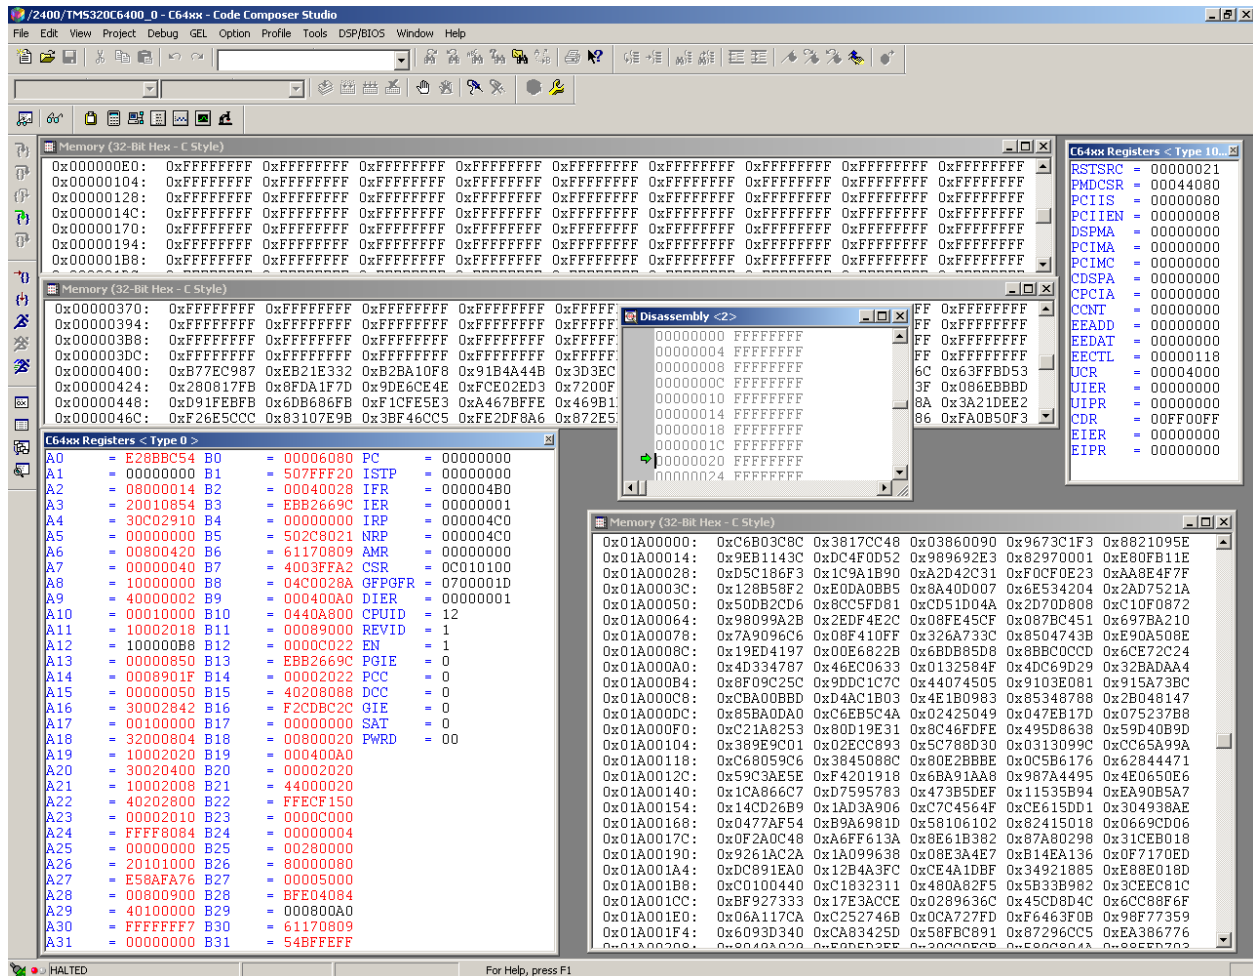 /2400/TMS320C6400_0 - C64xx - Code Composer Studio
File Edit View Project Debug GEL Option Profile Tools DSP/BIOS Window Help
Memory (32-Bit Hex - C Style)
0x000000E0: 0xFFFFFFFF 0xFFFFFFFF 0xFFFFFFFF 0xFFFFFFFF 0xFFFFFFFF 0xFFFFFFFF 0xFFFFFFFF 0xFFFFFFFF 0xFFFFFFFF
0x00000104: 0xFFFFFFFF 0xFFFFFFFF 0xFFFFFFFF 0xFFFFFFFF 0xFFFFFFFF 0xFFFFFFFF 0xFFFFFFFF 0xFFFFFFFF 0xFFFFFFFF
0x00000128: 0xFFFFFFFF 0xFFFFFFFF 0xFFFFFFFF 0xFFFFFFFF 0xFFFFFFFF 0xFFFFFFFF 0xFFFFFFFF 0xFFFFFFFF 0xFFFFFFFF
0x0000014C: 0xFFFFFFFF 0xFFFFFFFF 0xFFFFFFFF 0xFFFFFFFF 0xFFFFFFFF 0xFFFFFFFF 0xFFFFFFFF 0xFFFFFFFF 0xFFFFFFFF
0x00000170: 0xFFFFFFFF 0xFFFFFFFF 0xFFFFFFFF 0xFFFFFFFF 0xFFFFFFFF 0xFFFFFFFF 0xFFFFFFFF 0xFFFFFFFF 0xFFFFFFFF
0x00000194: 0xFFFFFFFF 0xFFFFFFFF 0xFFFFFFFF 0xFFFFFFFF 0xFFFFFFFF 0xFFFFFFFF 0xFFFFFFFF 0xFFFFFFFF 0xFFFFFFFF
0x000001B8: 0xFFFFFFFF 0xFFFFFFFF 0xFFFFFFFF 0xFFFFFFFF 0xFFFFFFFF 0xFFFFFFFF 0xFFFFFFFF 0xFFFFFFFF 0xFFFFFFFF
C64xx Registers < Type 10...
RSTSRC = 00000021
PMDCSR = 00044080
PCIIS = 00000080
PCIIEN = 00000008
DSPMA = 00000000
PCIMA = 00000000
PCIMC = 00000000
CDSPA = 00000000
CPCIA = 00000000
CCNT = 00000000
EEADD = 00000000
EEDAT = 00000000
EECTL = 00000118
UCR = 00004000
UIER = 00000000
UIPR = 00000000
CDR = 00FF00FF
EIER = 00000000
EIPR = 00000000
Memory (32-Bit Hex - C Style)
0x00000370: 0xFFFFFFFF 0xFFFFFFFF 0xFFFFFFFF 0xFFFFFFFF 0xFFFFF FF 0xFFFFFFFF
0x00000394: 0xFFFFFFFF 0xFFFFFFFF 0xFFFFFFFF 0xFFFFFFFF 0xFFFFF FF 0xFFFFFFFF
0x000003B8: 0xFFFFFFFF 0xFFFFFFFF 0xFFFFFFFF 0xFFFFFFFF 0xFFFFF FF 0xFFFFFFFF
0x000003DC: 0xFFFFFFFF 0xFFFFFFFF 0xFFFFFFFF 0xFFFFFFFF 0xFFFFF FF 0xFFFFFFFF
0x00000400: 0xB77EC987 0xEB21E332 0xB2BA10F8 0x91B4A44B 0x3D3EC 6C 0x63FFBD53
0x00000424: 0x280817FB 0x8FDA1F7D 0x9DE6CE4E 0xFCE02ED3 0x7200F 3F 0x086EBBBD
0x00000448: 0xD91FEBFB 0x6DB686FB 0xF1CFE5E3 0xA467BFFE 0x469B1 8A 0x3A21DEE2
0x0000046C: 0xF26E5CCC 0x83107E9B 0x3BF46CC5 0xFE2DF8A6 0x872E5 86 0xFA0B50F3
Disassembly <2>
00000000 FFFFFFFF
00000004 FFFFFFFF
00000008 FFFFFFFF
0000000C FFFFFFFF
00000010 FFFFFFFF
00000014 FFFFFFFF
00000018 FFFFFFFF
0000001C FFFFFFFF
00000020 FFFFFFFF
00000024 FFFFFFFF
C64xx Registers < Type 0 >
A0 = E28BBC54 B0 = 00006080 PC = 00000000
A1 = 00000000 B1 = 507FFF20 ISTP = 00000000
A2 = 08000014 B2 = 00040028 IFR = 000004B0
A3 = 20010854 B3 = EBB2669C IER = 00000001
A4 = 30C02910 B4 = 00000000 IRP = 000004C0
A5 = 00000000 B5 = 502C8021 NRP = 000004C0
A6 = 00800420 B6 = 61170809 AMR = 00000000
A7 = 00000040 B7 = 4003FFA2 CSR = 0C010100
A8 = 10000000 B8 = 04C0028A GFPGFR = 0700001D
A9 = 40000002 B9 = 000400A0 DIER = 00000001
A10 = 00010000 B10 = 0440A800 CPUID = 12
A11 = 10002018 B11 = 00089000 REVID = 1
A12 = 100000B8 B12 = 0000C022 EN = 1
A13 = 00000850 B13 = EBB2669C PGIE = 0
A14 = 0008901F B14 = 00002022 PCC = 0
A15 = 00000050 B15 = 40208088 DCC = 0
A16 = 30002842 B16 = F2CDBC2C GIE = 0
A17 = 00100000 B17 = 00000000 SAT = 0
A18 = 32000804 B18 = 00800020 PWRD = 00
A19 = 10002020 B19 = 000400A0
A20 = 30020400 B20 = 00002020
A21 = 10002008 B21 = 44000020
A22 = 40202800 B22 = FFECF150
A23 = 00002010 B23 = 0000C000
A24 = FFFF8084 B24 = 00000004
A25 = 00000000 B25 = 00280000
A26 = 20101000 B26 = 80000080
A27 = E58AFA76 B27 = 00005000
A28 = 00800900 B28 = BFE04084
A29 = 40100000 B29 = 000800A0
A30 = FFFFFFF7 B30 = 61170809
A31 = 00000000 B31 = 54BFFEFF
Memory (32-Bit Hex - C Style)
0x01A00000: 0xC6B03C8C 0x3817CC48 0x03860090 0x9673C1F3 0x8821095E
0x01A00014: 0x9EB1143C 0xDC4F0D52 0x989692E3 0x82970001 0xE80FB11E
0x01A00028: 0xD5C186F3 0x1C9A1B90 0xA2D42C31 0xF0CF0E23 0xAA8E4F7F
0x01A0003C: 0x128B58F2 0xE0DA0BB5 0x8A40D007 0x6E534204 0x2AD7521A
0x01A00050: 0x50DB2CD6 0x8CC5FD81 0xCD51D04A 0x2D70D808 0xC10F0872
0x01A00064: 0x98099A2B 0x2EDF4E2C 0x08FE45CF 0x087BC451 0x697BA210
0x01A00078: 0x7A9096C6 0x08F410FF 0x326A733C 0x8504743B 0xE90A508E
0x01A0008C: 0x19ED4197 0x00E6822B 0x6BDB85D8 0x8BBC0CCD 0x6CE72C24
0x01A000A0: 0x4D334787 0x46EC0633 0x0132584F 0x4DC69D29 0x32BADAA4
0x01A000B4: 0x8F09C25C 0x9DDC1C7C 0x44074505 0x9103E081 0x915A73BC
0x01A000C8: 0xCBA00BBD 0xD4AC1B03 0x4E1B0983 0x85348788 0x2B048147
0x01A000DC: 0x85BA0DA0 0xC6EB5C4A 0x02425049 0x047EB17D 0x075237B8
0x01A000F0: 0xC21A8253 0x80D19E31 0x8C46FDFE 0x495D8638 0x59D40B9D
0x01A00104: 0x389E9C01 0x02ECC893 0x5C788D30 0x0313099C 0xCC65A99A
0x01A00118: 0xC68059C6 0x3845088C 0x80E2BBBE 0x0C5B6176 0x62844471
0x01A0012C: 0x59C3AE5E 0xF4201918 0x6BA91AA8 0x987A4495 0x4E0650E6
0x01A00140: 0x1CA866C7 0xD7595783 0x473B5DEF 0x11535B94 0xEA90B5A7
0x01A00154: 0x14CD26B9 0x1AD3A906 0xC7C4564F 0xCE615DD1 0x304938AE
0x01A00168: 0x0477AF54 0xB9A6981D 0x58106102 0x82415018 0x0669CD06
0x01A0017C: 0x0F2A0C48 0xA6FF613A 0x8E61B382 0x87A80298 0x31CEB018
0x01A00190: 0x9261AC2A 0x1A099638 0x08E3A4E7 0xB14EA136 0x0F7170ED
0x01A001A4: 0xDC891EA0 0x12B4A3FC 0xCE4A1DBF 0x34921885 0xE88E018D
0x01A001B8: 0xC0100440 0xC1832311 0x480A82F5 0x5B33B982 0x3CEEC81C
0x01A001CC: 0xBF927333 0x17E3ACCE 0x0289636C 0x45CD8D4C 0x6CC88F6F
0x01A001E0: 0x06A117CA 0xC252746B 0x0CA727FD 0xF6463F0B 0x98F77359
0x01A001F4: 0x6093D340 0xCA83425D 0x58FBC891 0x87296CC5 0xEA386776
HALTED
For Help, press F1